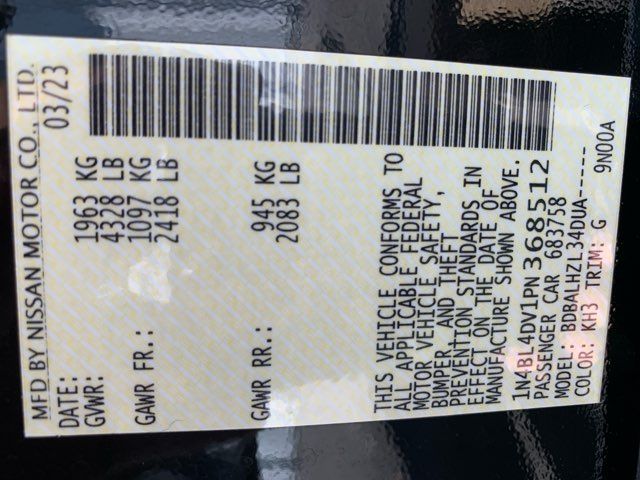 MFD BY NISSAN MOTOR CO., LTD.
DATE: 03/23
GVWR: 1963 KG
4328 LB
GAWR FR.: 1097 KG
2418 LB
GAWR RR.: 945 KG
2083 LB
THIS VEHICLE CONFORMS TO
ALL APPLICABLE FEDERAL
MOTOR VEHICLE SAFETY,
BUMPER AND THEFT
PREVENTION STANDARDS IN
EFFECT ON THE DATE OF
MANUFACTURE SHOWN ABOVE.
1N4BL4DV1PN368512
PASSENGER CAR 683758
MODEL: BDBALHZL34DUA------
COLOR: KH3 TRIM: G 9N00A